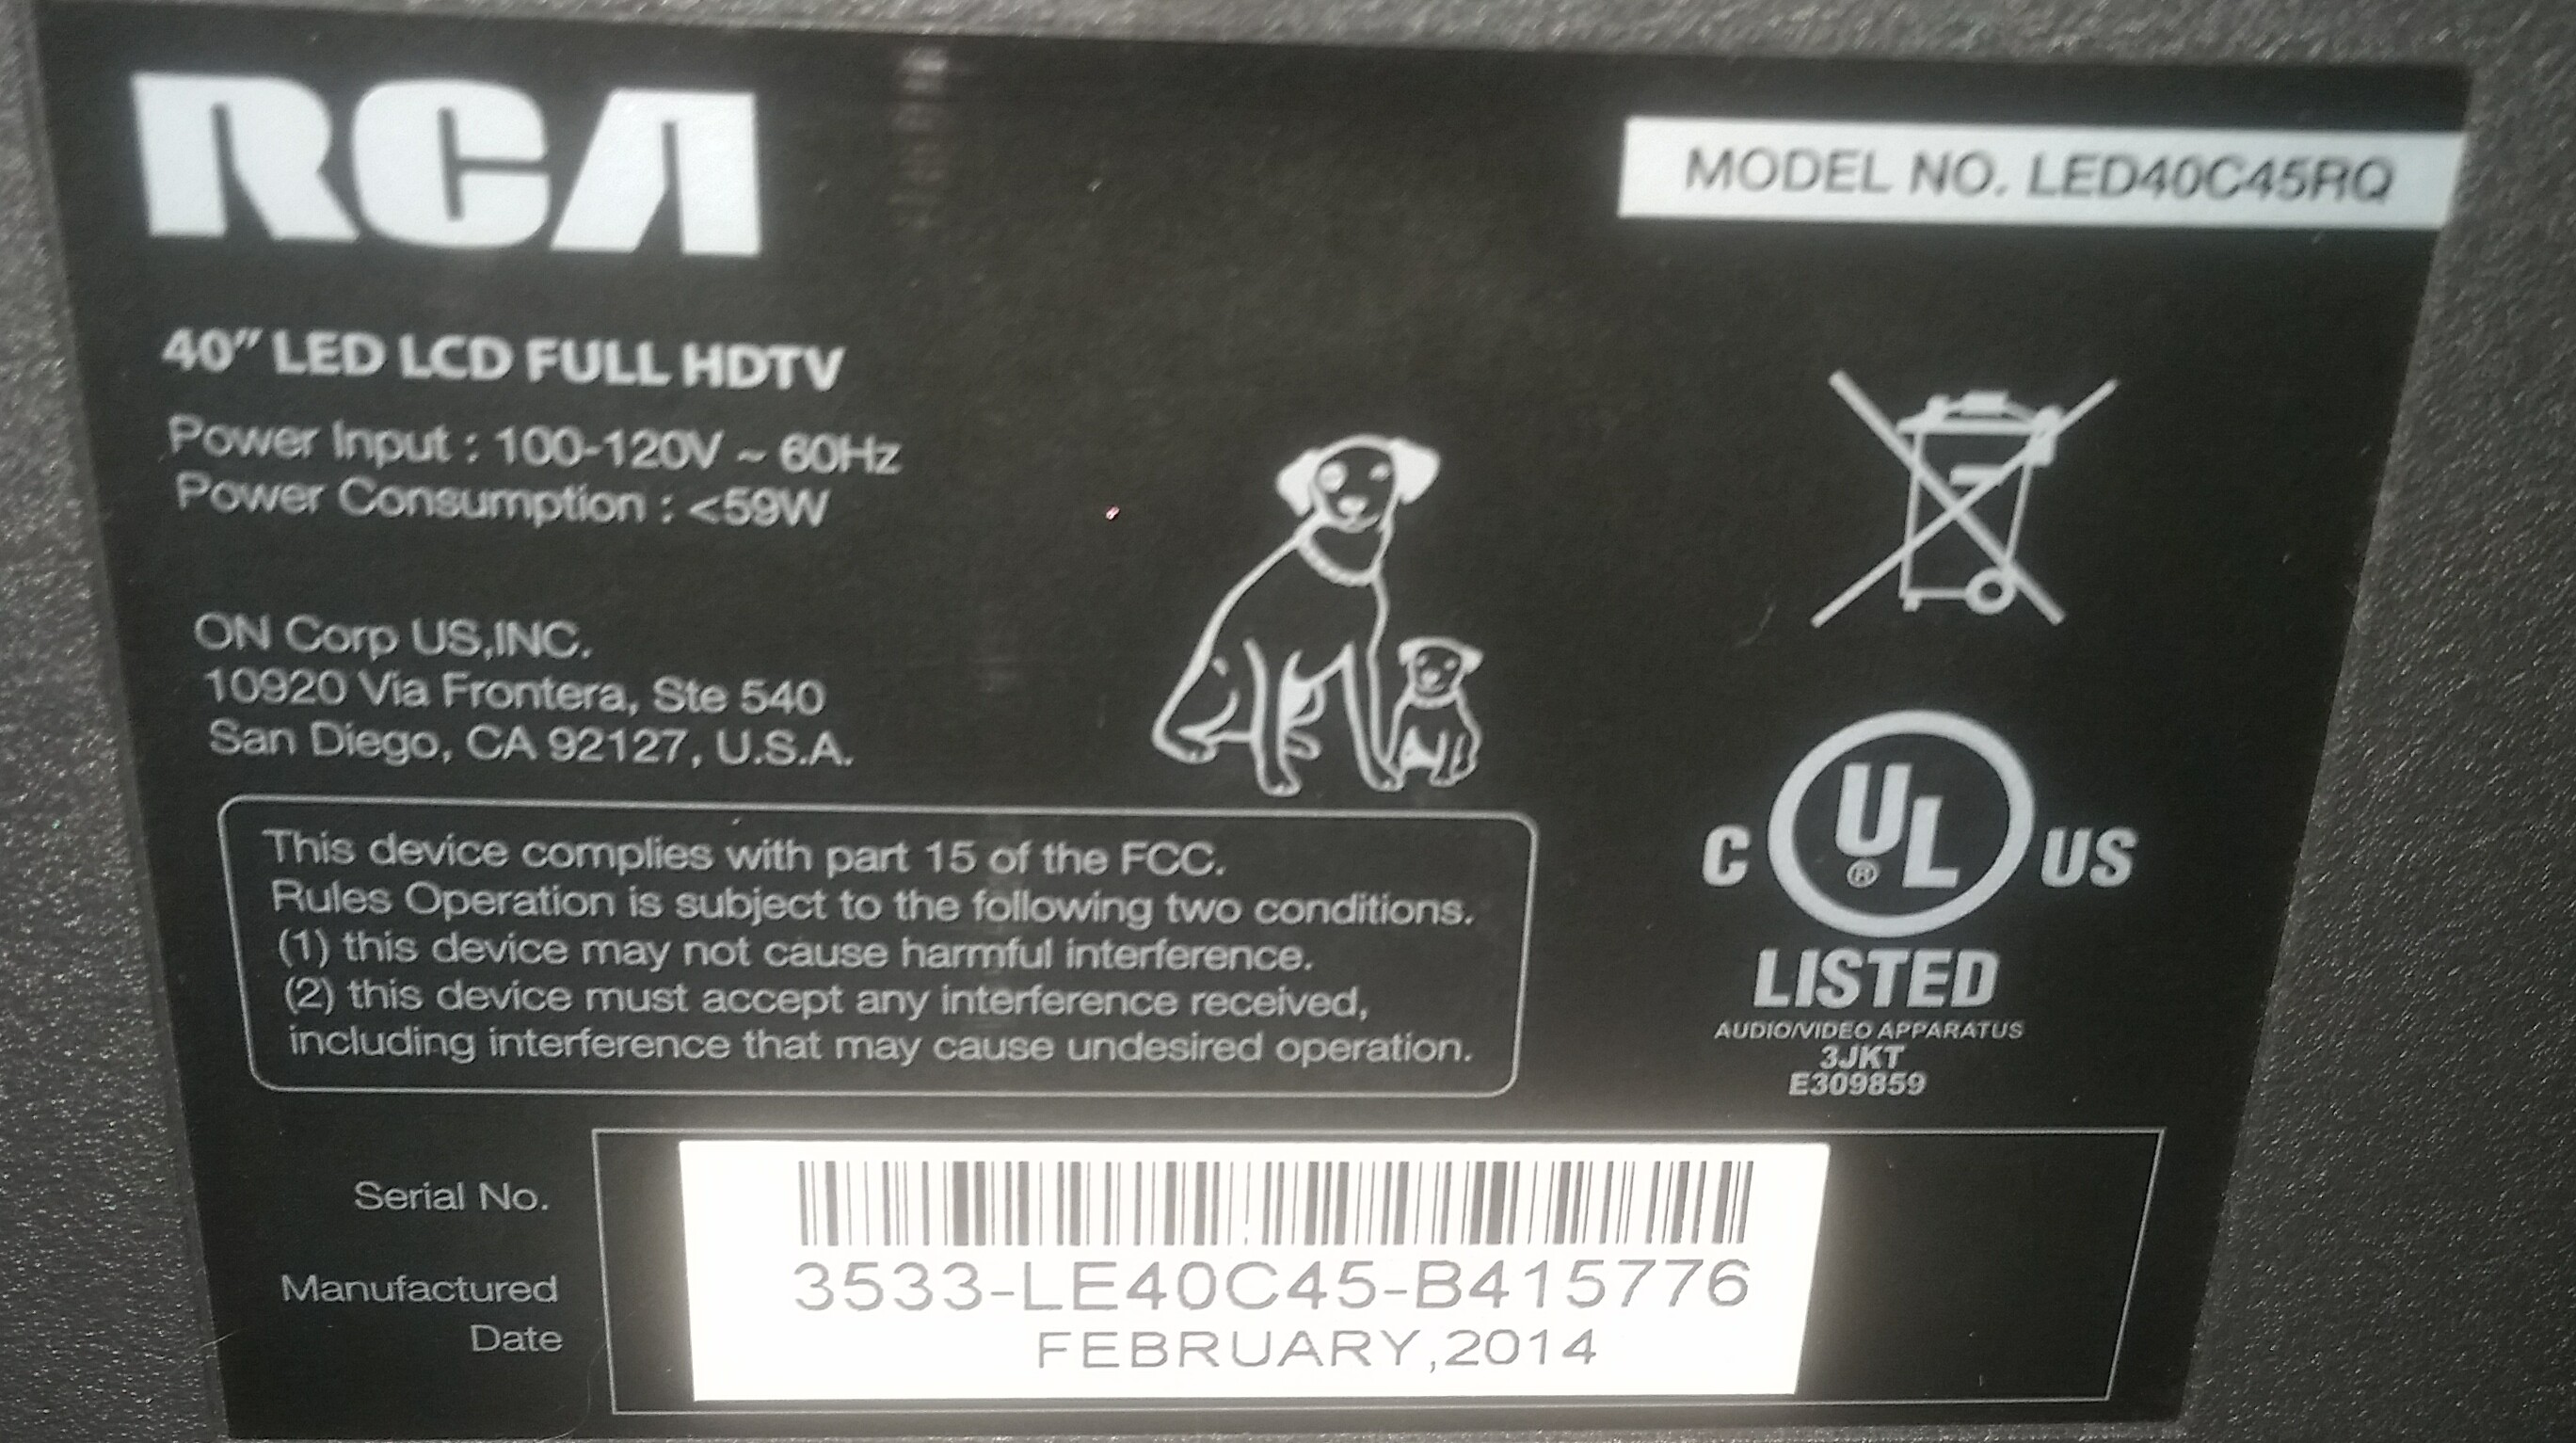 RCA
MODEL NO. LED40C45RQ
40" LED LCD FULL HDTV
Power Input : 100-120V ~ 60Hz
Power Consumption : <59W
ON Corp US,INC.
10920 Via Frontera, Ste 540
San Diego, CA 92127, U.S.A.
This device complies with part 15 of the FCC.
Rules Operation is subject to the following two conditions.
(1) this device may not cause harmful interference.
(2) this device must accept any interference received,
including interference that may cause undesired operation.
C UL® US
LISTED
AUDIO/VIDEO APPARATUS
3JKT
E309859
Serial No.
3533-LE40C45-B415776
Manufactured
Date
FEBRUARY,2014